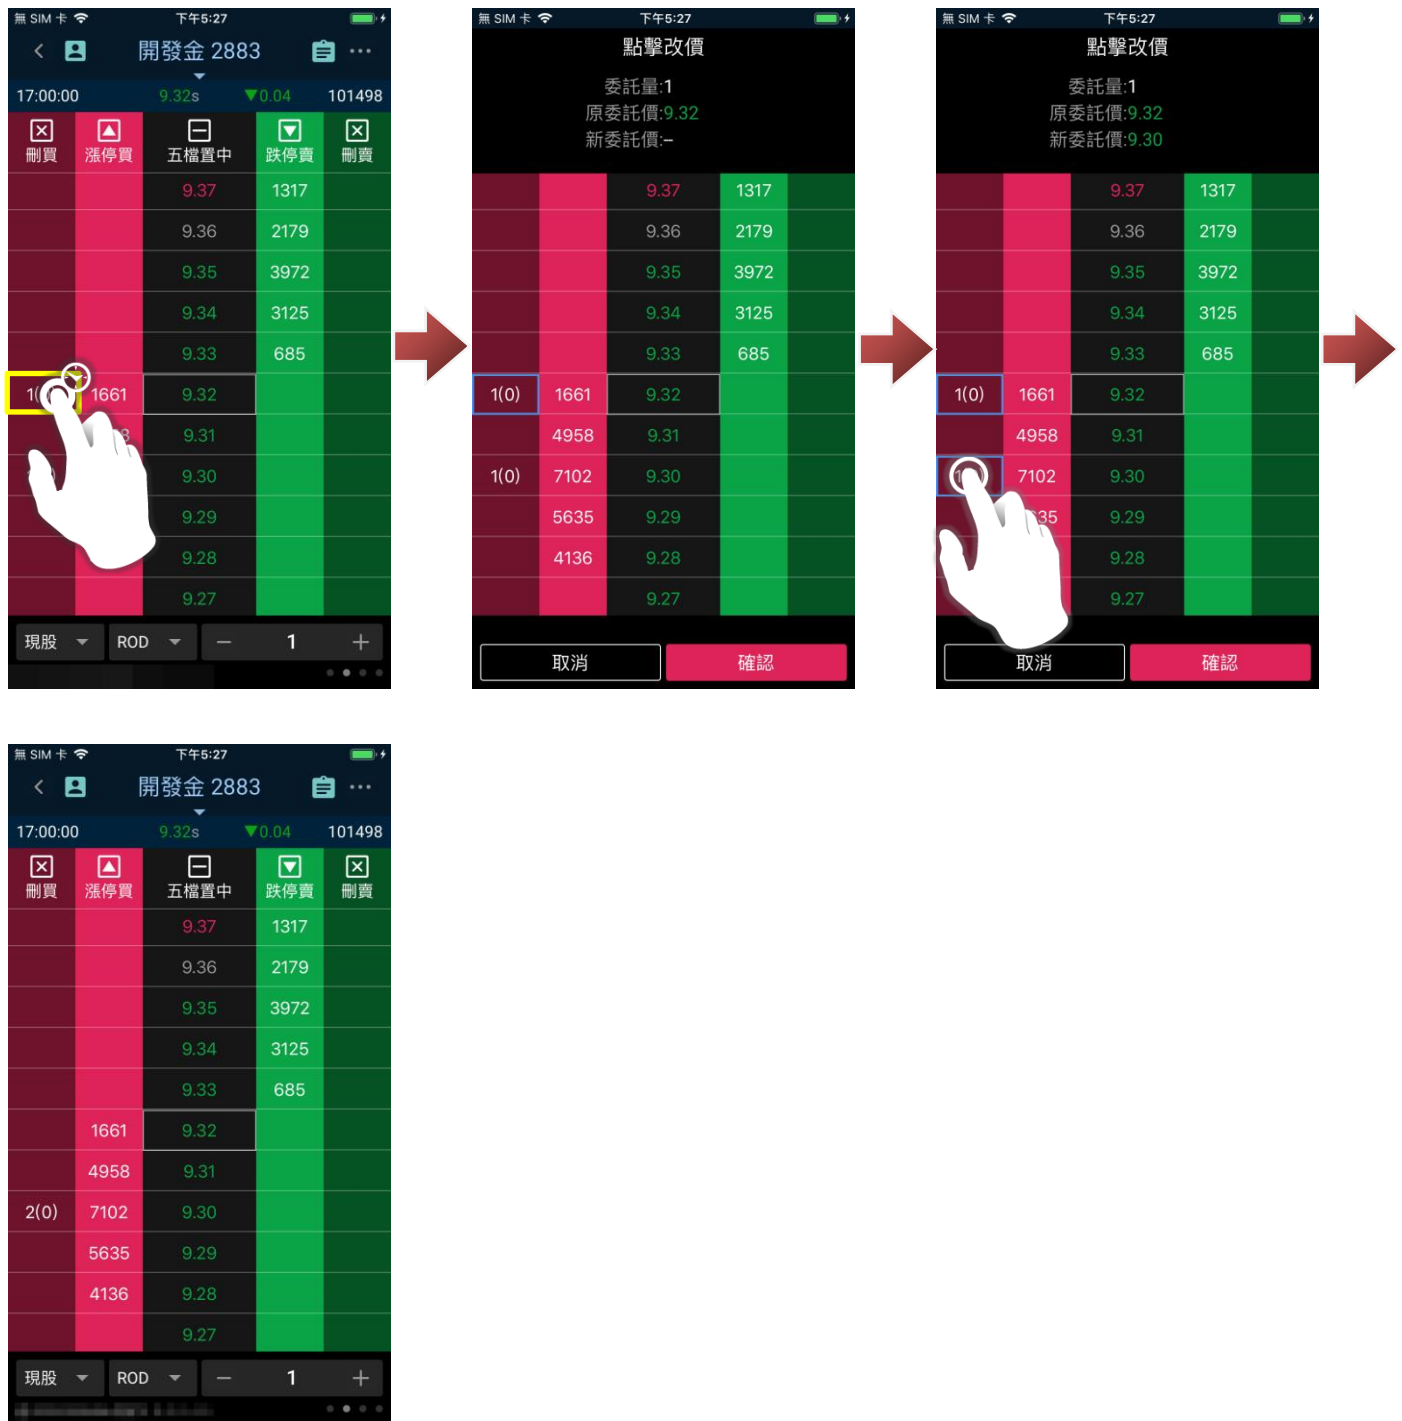 無 SIM 卡 下午5:27
開發金 2883 ...
17:00:00 9.32s ▼0.04 101498
刪買 漲停買 五檔置中 跌停賣 刪賣
9.37 1317
9.36 2179
9.35 3972
9.34 3125
9.33 685
1661 9.32
9.31
9.30
9.29
9.28
9.27
現股 ROD − 1 +
無 SIM 卡 下午5:27
點擊改價
委託量:1
原委託價:9.32
新委託價:--
9.37 1317
9.36 2179
9.35 3972
9.34 3125
9.33 685
1(0) 1661 9.32
4958 9.31
1(0) 7102 9.30
5635 9.29
4136 9.28
9.27
取消 確認
無 SIM 卡 下午5:27
點擊改價
委託量:1
原委託價:9.32
新委託價:9.30
9.37 1317
9.36 2179
9.35 3972
9.34 3125
9.33 685
1(0) 1661 9.32
4958 9.31
7102 9.30
9.29
9.28
9.27
取消 確認
無 SIM 卡 下午5:27
開發金 2883 ...
17:00:00 9.32s ▼0.04 101498
刪買 漲停買 五檔置中 跌停賣 刪賣
9.37 1317
9.36 2179
9.35 3972
9.34 3125
9.33 685
1661 9.32
4958 9.31
2(0) 7102 9.30
5635 9.29
4136 9.28
9.27
現股 ROD − 1 +